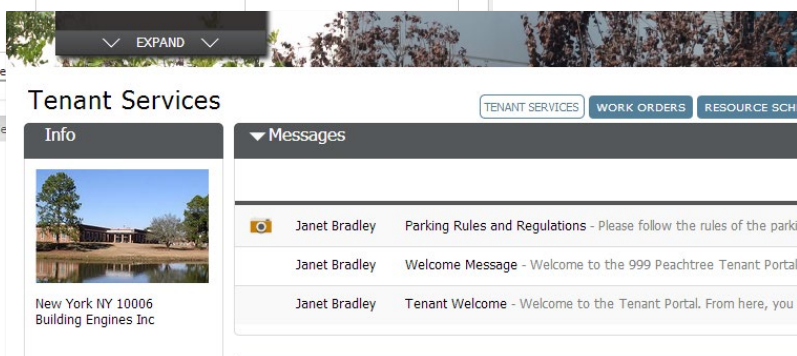 EXPAND
Tenant Services
TENANT SERVICES WORK ORDERS RESOURCE
Info
Messages
Janet Bradley Parking Rules and Regulations - Please follow the rules of the
Janet Bradley Welcome Message - Welcome to the 999 Peachtree Tenant Portal
Janet Bradley Tenant Welcome - Welcome to the Tenant Portal. From here, you
New York NY 10006
Building Engines Inc